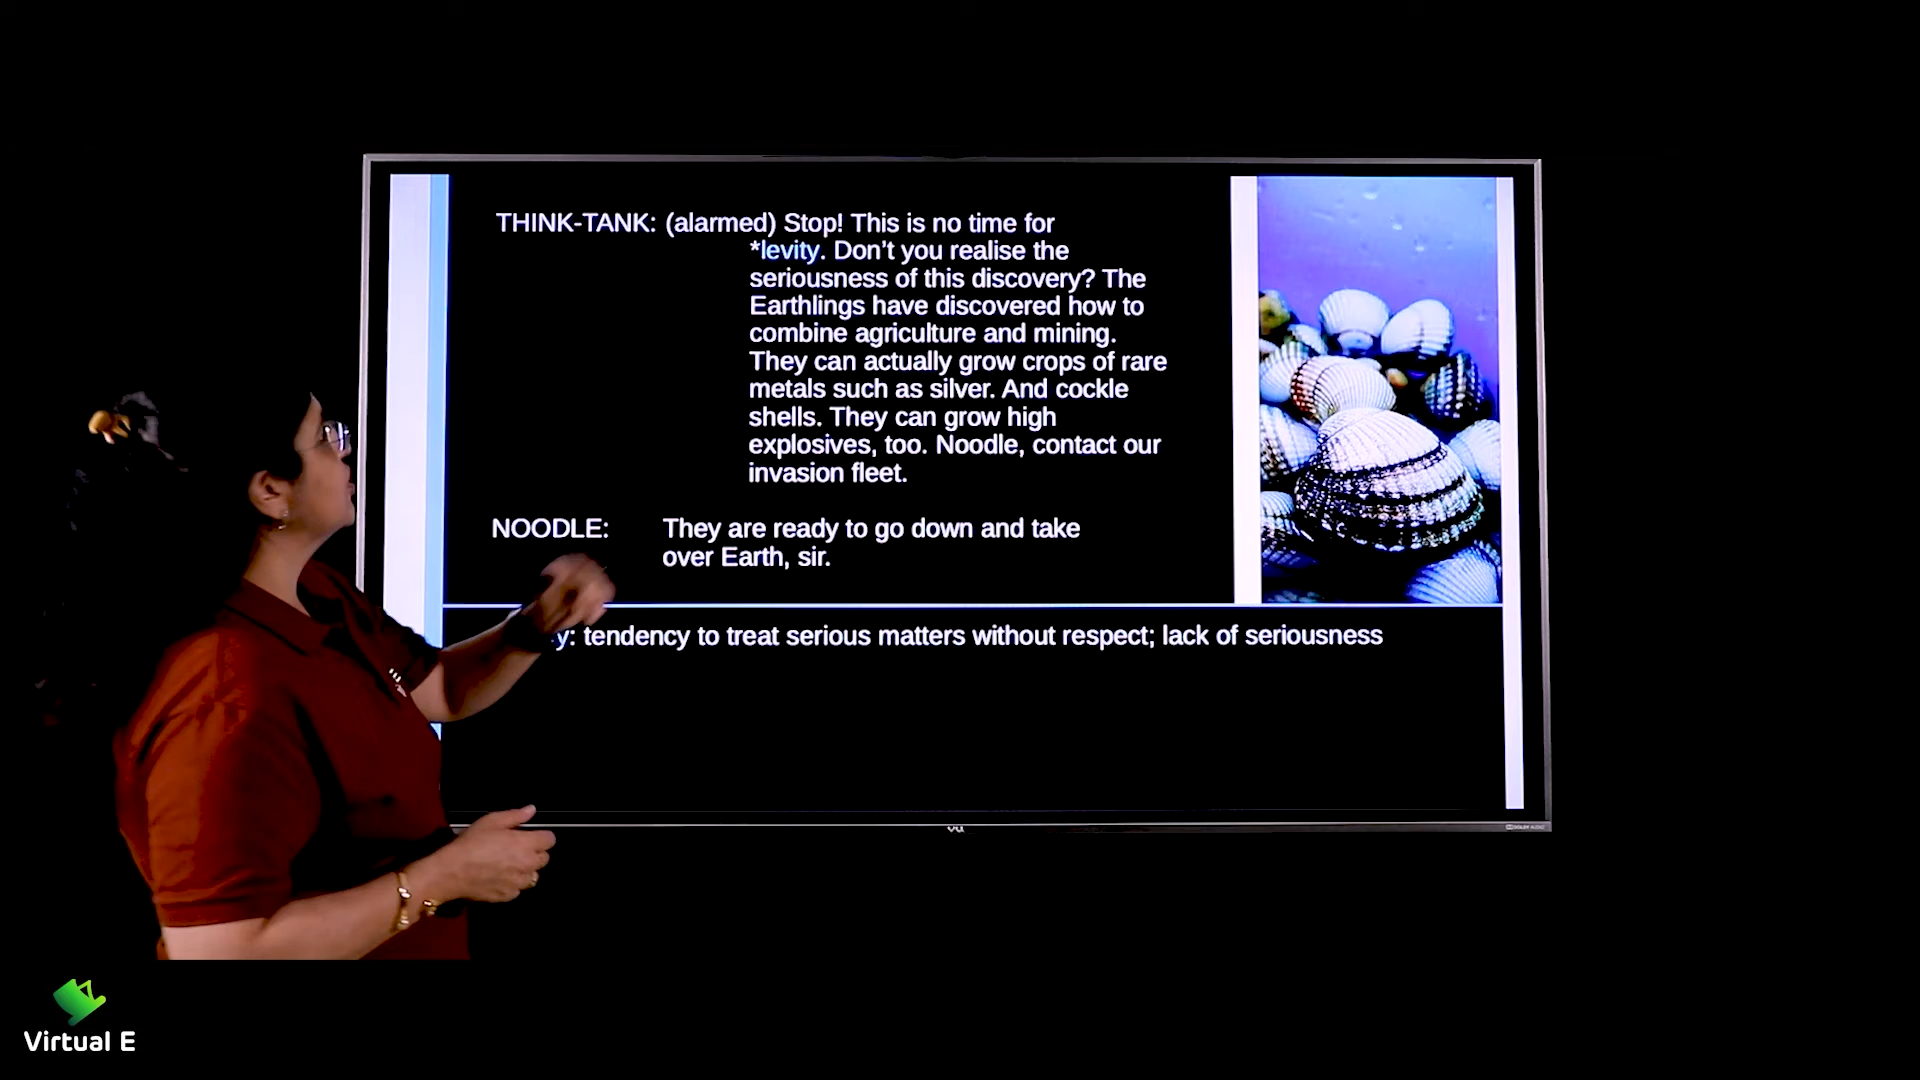 THINK-TANK: (alarmed) Stop! This is no time for
*levity. Don't you realise the
seriousness of this discovery? The
Earthlings have discovered how to
combine agriculture and mining.
They can actually grow crops of rare
metals such as silver. And cockle
shells. They can grow high
explosives, too. Noodle, contact our
invasion fleet.
NOODLE: They are ready to go down and take
over Earth, sir.
y: tendency to treat serious matters without respect; lack of seriousness
Virtual E